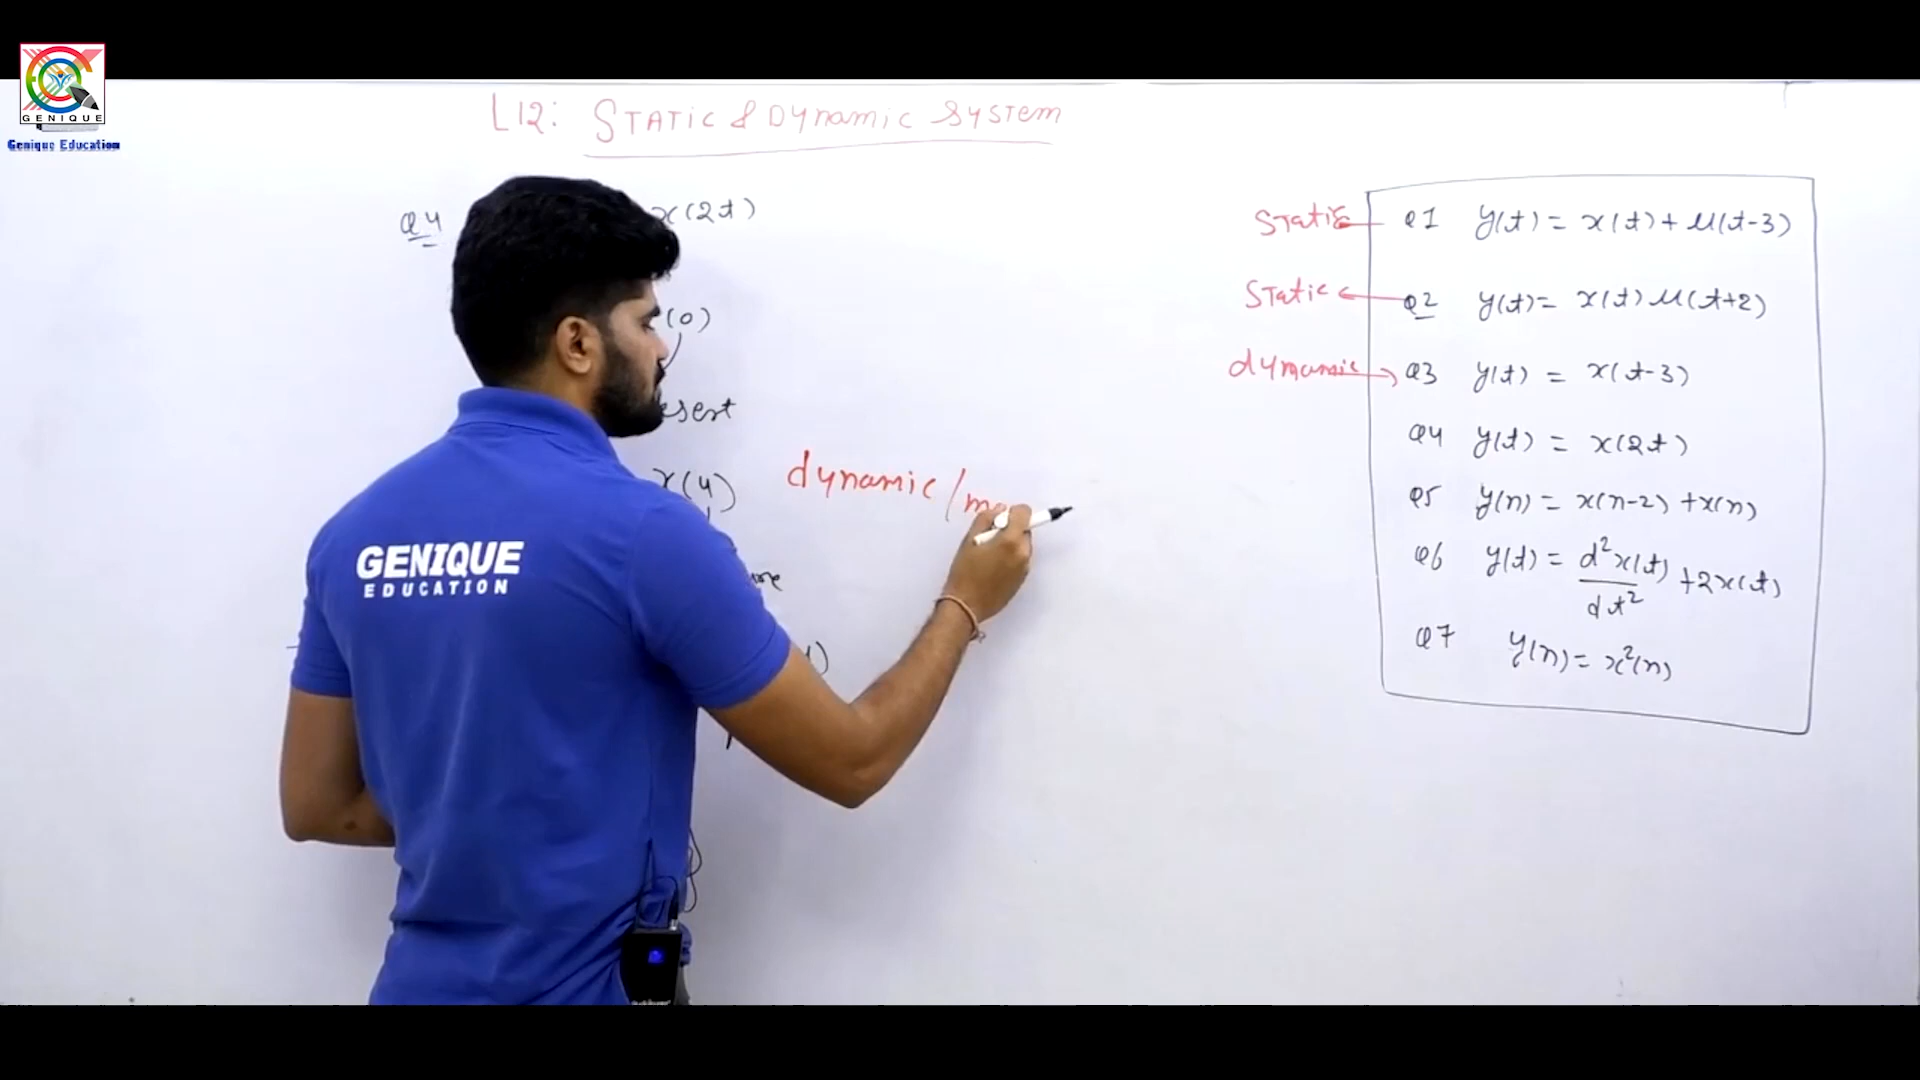 GENIQUE
Genique Education
L12: STATIC & DYNAMIC SYSTEM
Q4 x(2t)
(0)
x(4)
dynamic/me
GENIQUE
EDUCATION
Static Q1 y(t) = x(t) + u(t-3)
Static Q2 y(t) = x(t) u(t+2)
dynamic Q3 y(t) = x(t-3)
Q4 y(t) = x(2t)
Q5 y(n) = x(n-2) + x(n)
Q6 y(t) = d²x(t)/dt² + 2x(t)
Q7 y(n) = x²(n)